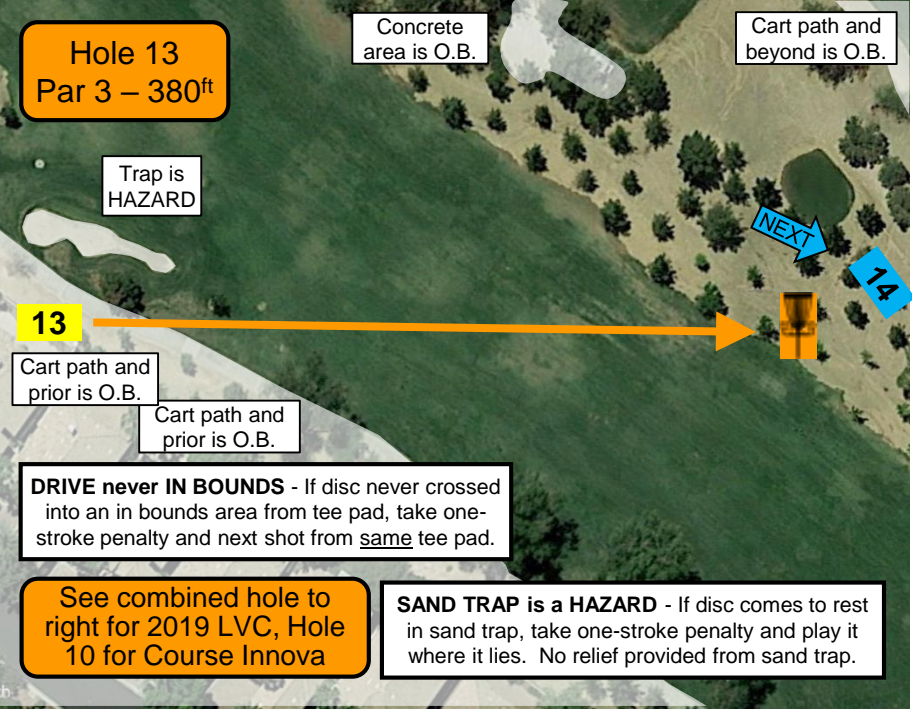 Hole 13
Par 3 – 380ft
Concrete
area is O.B.
Cart path and
beyond is O.B.
Trap is
HAZARD
NEXT
14
13
Cart path and
prior is O.B.
Cart path and
prior is O.B.
DRIVE never IN BOUNDS - If disc never crossed
into an in bounds area from tee pad, take one-
stroke penalty and next shot from same tee pad.
See combined hole to
right for 2019 LVC, Hole
10 for Course Innova
SAND TRAP is a HAZARD - If disc comes to rest
in sand trap, take one-stroke penalty and play it
where it lies. No relief provided from sand trap.